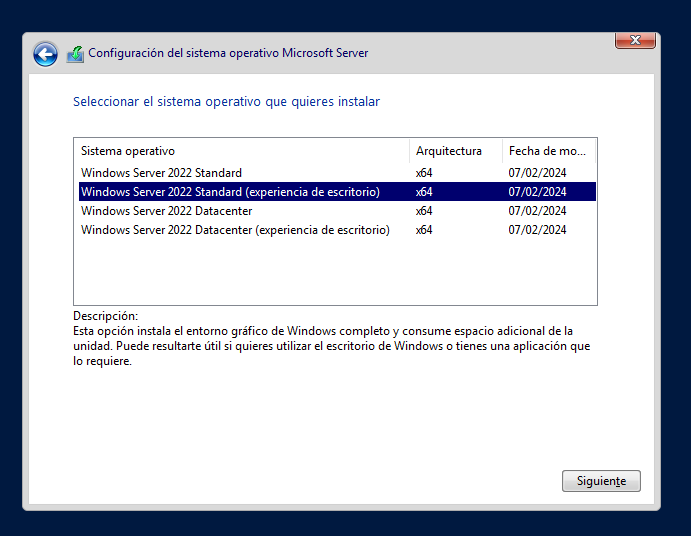 Configuración del sistema operativo Microsoft Server
Seleccionar el sistema operativo que quieres instalar
Sistema operativo Arquitectura Fecha de mo...
Windows Server 2022 Standard x64 07/02/2024
Windows Server 2022 Standard (experiencia de escritorio) x64 07/02/2024
Windows Server 2022 Datacenter x64 07/02/2024
Windows Server 2022 Datacenter (experiencia de escritorio) x64 07/02/2024
Descripción:
Esta opción instala el entorno gráfico de Windows completo y consume espacio adicional de la
unidad. Puede resultarte útil si quieres utilizar el escritorio de Windows o tienes una aplicación que
lo requiere.
Siguiente